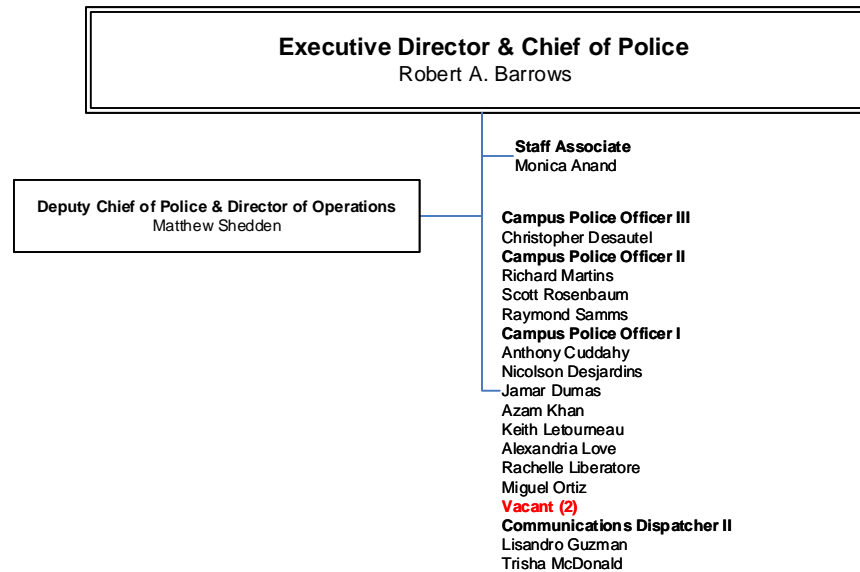 Executive Director & Chief of Police
Robert A. Barrows
Staff Associate
Monica Anand
Deputy Chief of Police & Director of Operations
Matthew Shedden
Campus Police Officer III
Christopher Desautel
Campus Police Officer II
Richard Martins
Scott Rosenbaum
Raymond Samms
Campus Police Officer I
Anthony Cuddahy
Nicolson Desjardins
Jamar Dumas
Azam Khan
Keith Letourneau
Alexandria Love
Rachelle Liberatore
Miguel Ortiz
Vacant (2)
Communications Dispatcher II
Lisandro Guzman
Trisha McDonald